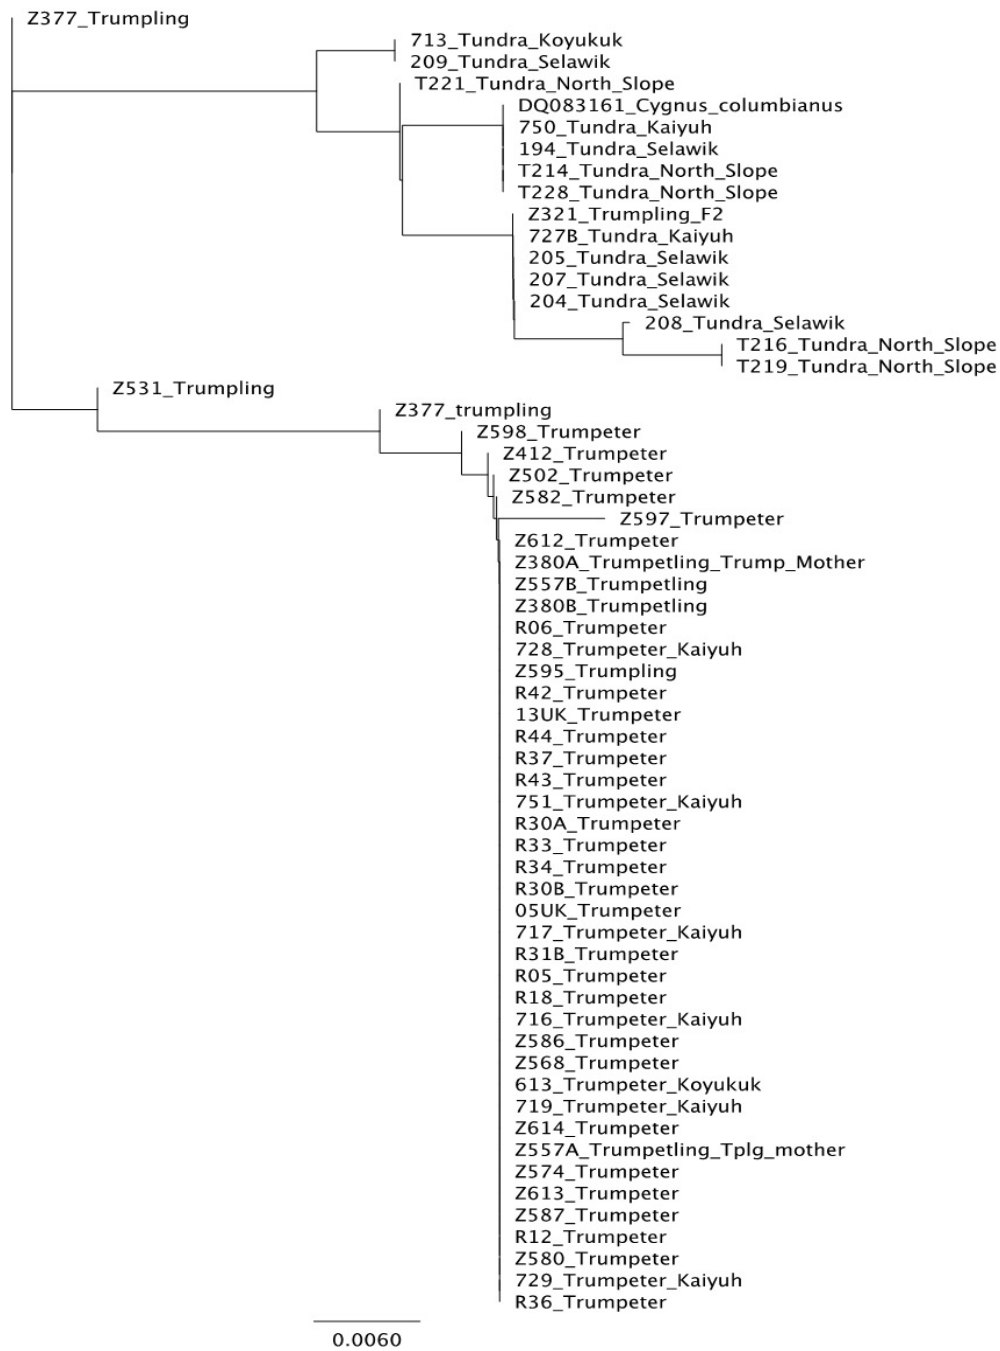 Z377_Trumpling
713_Tundra_Koyukuk
209_Tundra_Selawik
T221_Tundra_North_Slope
DQ083161_Cygnus_columbianus
750_Tundra_Kaiyuh
194_Tundra_Selawik
T214_Tundra_North_Slope
T228_Tundra_North_Slope
Z321_Trumpling_F2
727B_Tundra_Kaiyuh
205_Tundra_Selawik
207_Tundra_Selawik
204_Tundra_Selawik
208_Tundra_Selawik
T216_Tundra_North_Slope
T219_Tundra_North_Slope
Z531_Trumpling
Z377_trumpling
Z598_Trumpeter
Z412_Trumpeter
Z502_Trumpeter
Z582_Trumpeter
Z597_Trumpeter
Z612_Trumpeter
Z380A_Trumpetling_Trump_Mother
Z557B_Trumpetling
Z380B_Trumpetling
R06_Trumpeter
728_Trumpeter_Kaiyuh
Z595_Trumpling
R42_Trumpeter
13UK_Trumpeter
R44_Trumpeter
R37_Trumpeter
R43_Trumpeter
751_Trumpeter_Kaiyuh
R30A_Trumpeter
R33_Trumpeter
R34_Trumpeter
R30B_Trumpeter
05UK_Trumpeter
717_Trumpeter_Kaiyuh
R31B_Trumpeter
R05_Trumpeter
R18_Trumpeter
716_Trumpeter_Kaiyuh
Z586_Trumpeter
Z568_Trumpeter
613_Trumpeter_Koyukuk
719_Trumpeter_Kaiyuh
Z614_Trumpeter
Z557A_Trumpetling_Tplg_mother
Z574_Trumpeter
Z613_Trumpeter
Z587_Trumpeter
R12_Trumpeter
Z580_Trumpeter
729_Trumpeter_Kaiyuh
R36_Trumpeter
0.0060